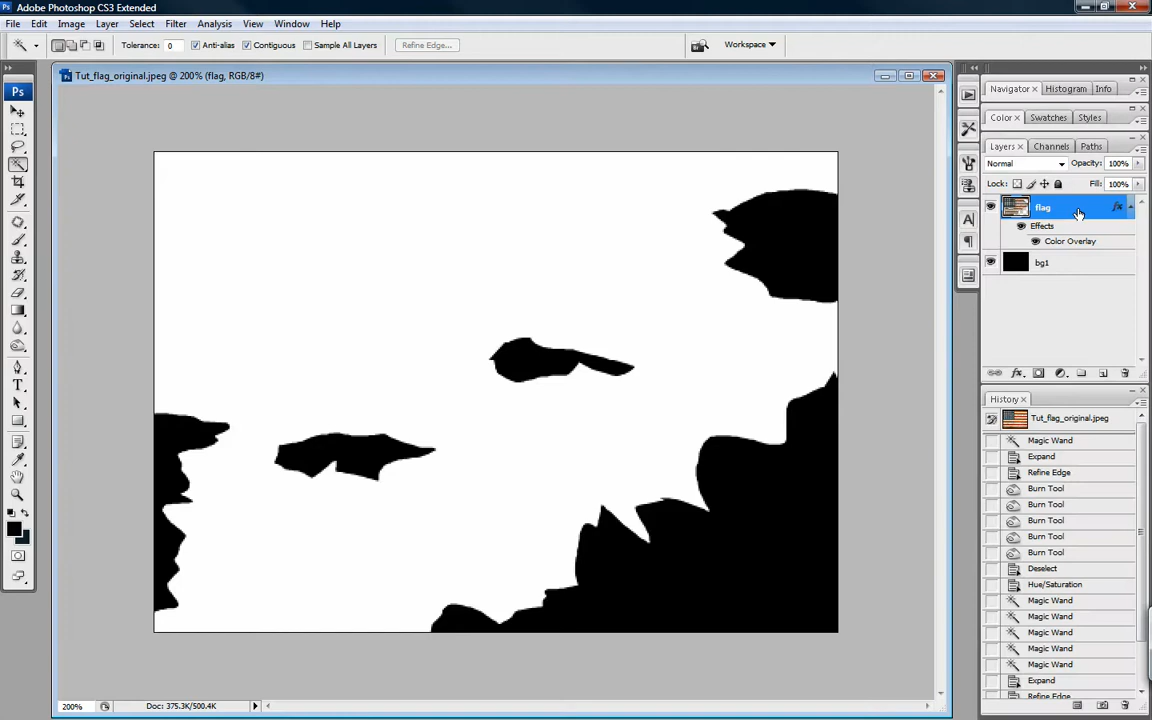 Adobe Photoshop CS3 Extended
File Edit Image Layer Select Filter Analysis View Window Help
Tolerance: 0 Anti-alias Contiguous Sample All Layers Refine Edge... Workspace
Tut_flag_original.jpeg @ 200% (flag, RGB/8#)
Ps
Navigator Histogram Info
Color Swatches Styles
Layers Channels Paths
Normal Opacity: 100%
Lock: Fill: 100%
flag fx
Effects
Color Overlay
bg1
History
Tut_flag_original.jpeg
Magic Wand
Expand
Refine Edge
Burn Tool
Burn Tool
Burn Tool
Burn Tool
Burn Tool
Deselect
Hue/Saturation
Magic Wand
Magic Wand
Magic Wand
Magic Wand
Magic Wand
Expand
Refine Edge
200% Doc: 375.3K/500.4K